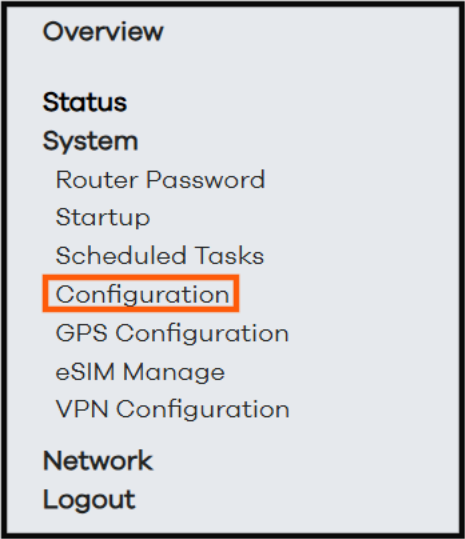 Overview
Status
System
Router Password
Startup
Scheduled Tasks
Configuration
GPS Configuration
eSIM Manage
VPN Configuration
Network
Logout